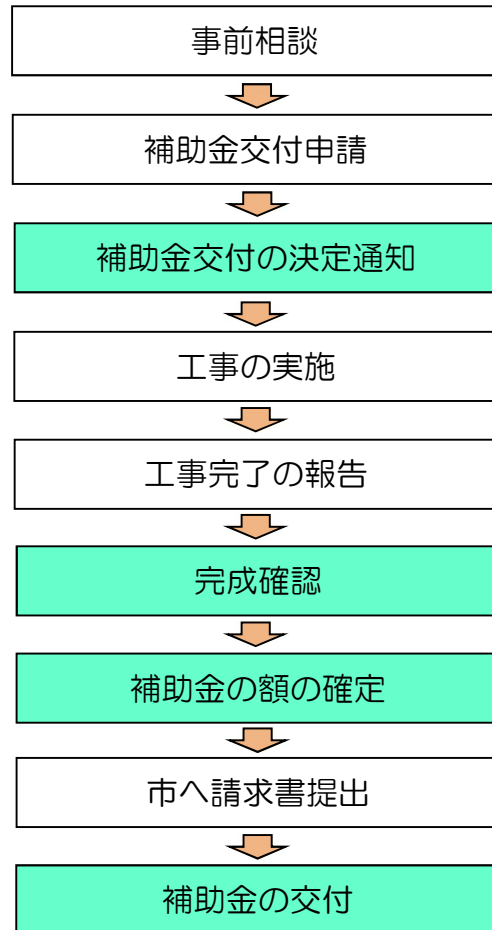 事前相談
補助金交付申請
補助金交付の決定通知
工事の実施
工事完了の報告
完成確認
補助金の額の確定
市へ請求書提出
補助金の交付